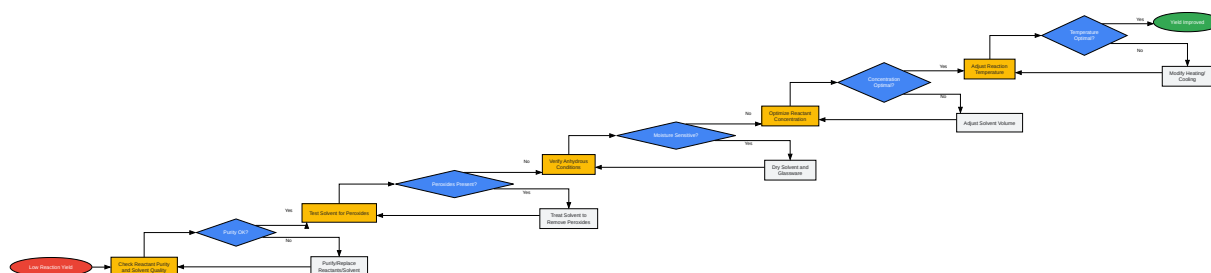 Low Reaction Yield
Check Reactant Purity
and Solvent Quality
Purity OK?
Yes
No
Purify/Replace
Reactants/Solvent
Test Solvent for Peroxides
Peroxides Present?
No
Yes
Treat Solvent to
Remove Peroxides
Verify Anhydrous
Conditions
Moisture Sensitive?
No
Yes
Dry Solvent and
Glassware
Optimize Reactant
Concentration
Concentration
Optimal?
Yes
No
Adjust Solvent Volume
Adjust Reaction
Temperature
Temperature
Optimal?
Yes
No
Modify Heating/
Cooling
Yield Improved